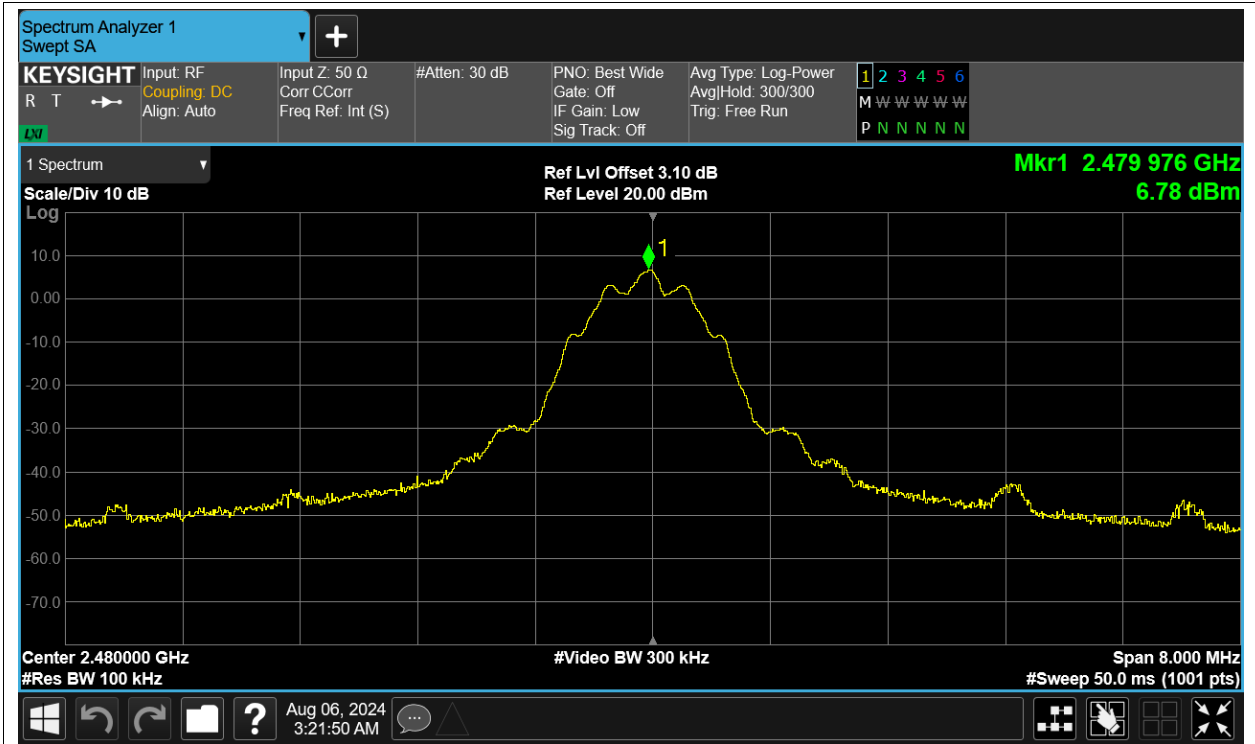 Spectrum Analyzer 1
Swept SA
KEYSIGHT
R T
LXI
Input: RF
Coupling: DC
Align: Auto
Input Z: 50 Ω
Corr CCorr
Freq Ref: Int (S)
#Atten: 30 dB
PNO: Best Wide
Gate: Off
IF Gain: Low
Sig Track: Off
Avg Type: Log-Power
Avg|Hold: 300/300
Trig: Free Run
1 2 3 4 5 6
M W W W W W
P N N N N N
1 Spectrum
Scale/Div 10 dB
Log
Ref Lvl Offset 3.10 dB
Ref Level 20.00 dBm
Mkr1 2.479 976 GHz
6.78 dBm
1
10.0
0.00
-10.0
-20.0
-30.0
-40.0
-50.0
-60.0
-70.0
Center 2.480000 GHz
#Video BW 300 kHz
Span 8.000 MHz
#Res BW 100 kHz
#Sweep 50.0 ms (1001 pts)
?
Aug 06, 2024
3:21:50 AM